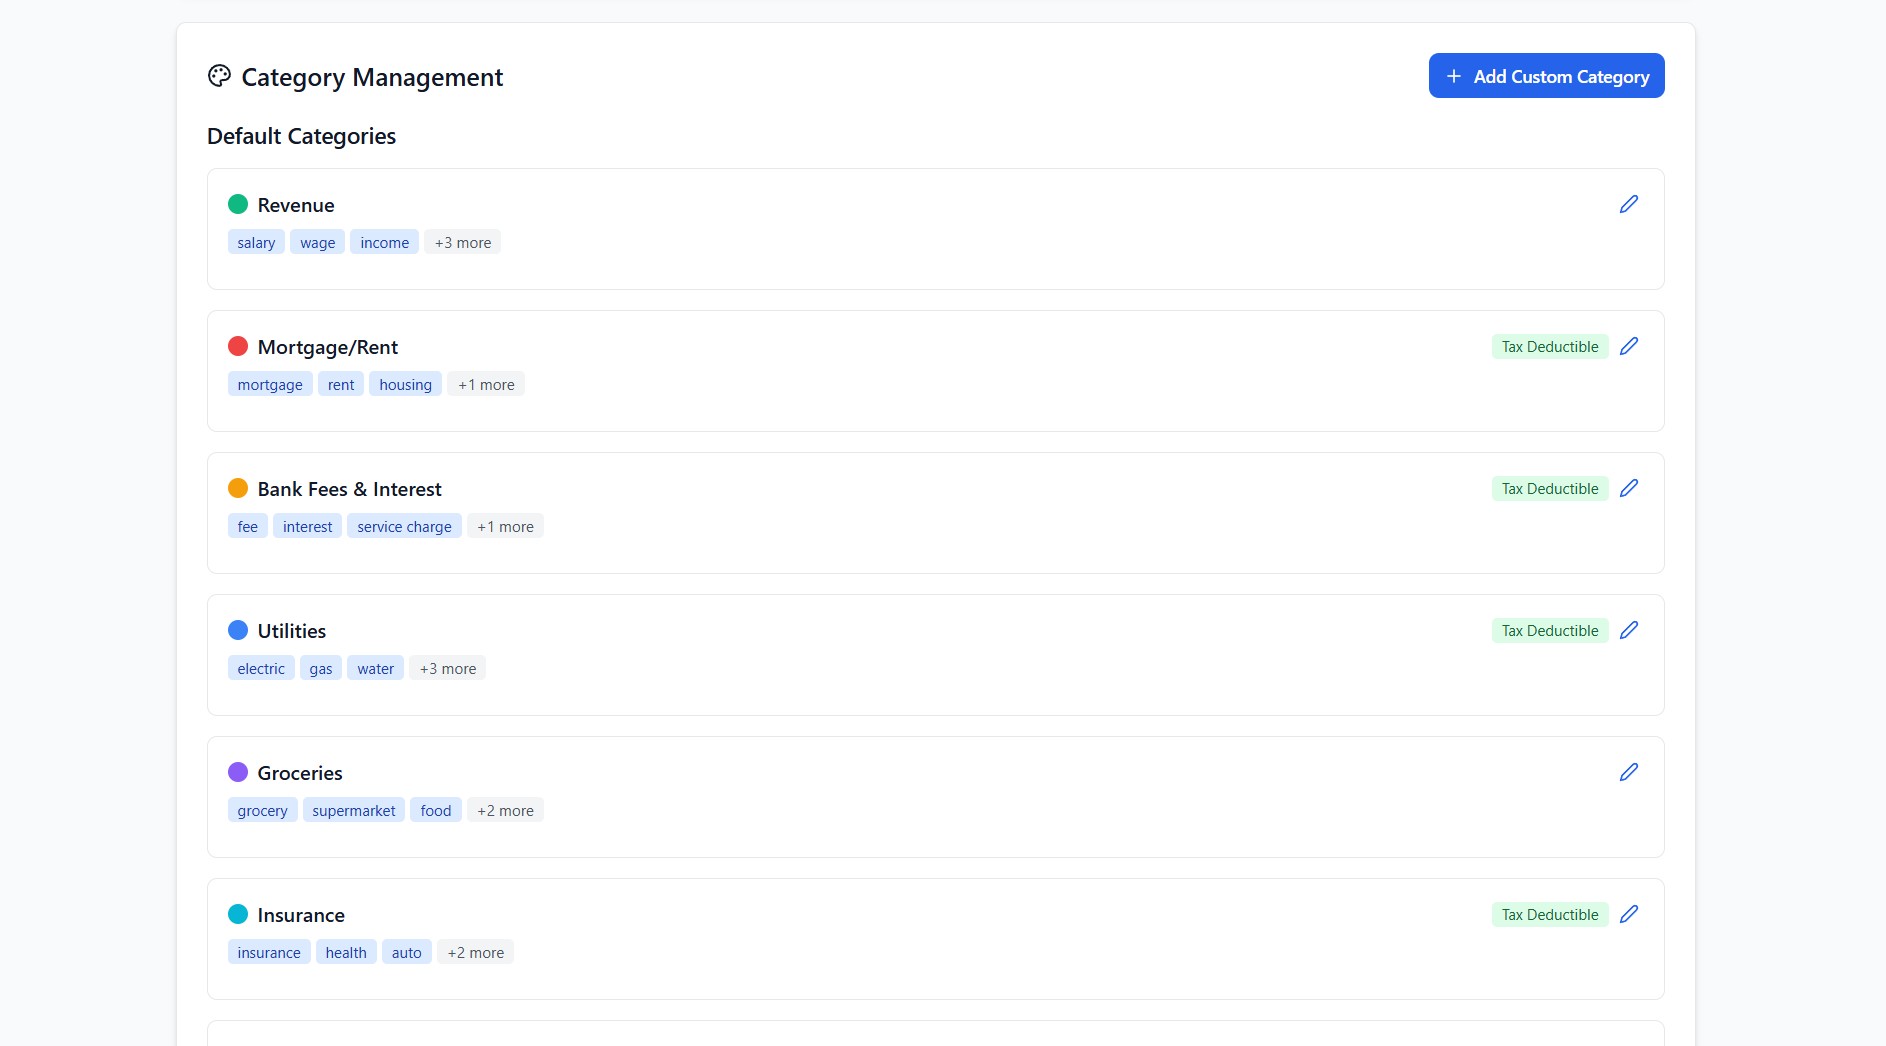 Category Management
+ Add Custom Category
Default Categories
Revenue
salary wage income +3 more
Mortgage/Rent Tax Deductible
mortgage rent housing +1 more
Bank Fees & Interest Tax Deductible
fee interest service charge +1 more
Utilities Tax Deductible
electric gas water +3 more
Groceries
grocery supermarket food +2 more
Insurance Tax Deductible
insurance health auto +2 more